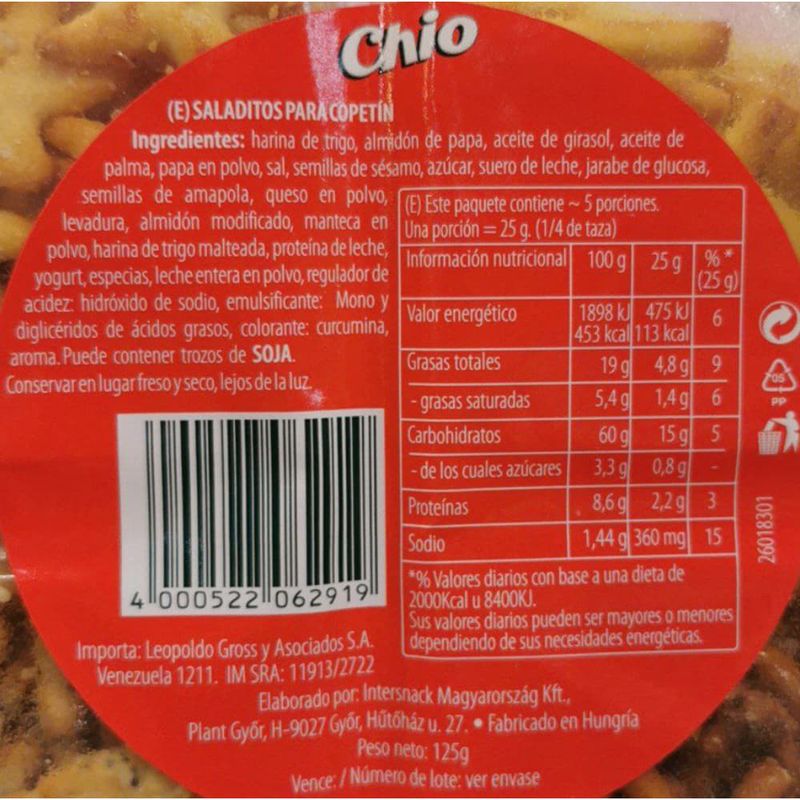 Chio
(E) SALADITOS PARA COPETÍN
Ingredientes: harina de trigo, almidón de papa, aceite de girasol, aceite de
palma, papa en polvo, sal, semillas de sésamo, azúcar, suero de leche, jarabe de glucosa,
semillas de amapola, queso en polvo,
levadura, almidón modificado, manteca en
polvo, harina de trigo malteada, proteína de leche,
yogurt, especias, leche entera en polvo, regulador de
acidez: hidróxido de sodio, emulsificante: Mono y
diglicéridos de ácidos grasos, colorante: curcumina,
aroma. Puede contener trozos de SOJA.
Conservar en lugar freso y seco, lejos de la luz.
(E) Este paquete contiene ~ 5 porciones.
Una porción = 25 g. (1/4 de taza)
Información nutricional 100 g 25 g %* (25 g)
Valor energético 1898 kJ 475 kJ 6
453 kcal 113 kcal
Grasas totales 19 g 4,8 g 9
- grasas saturadas 5,4 g 1,4 g 6
Carbohidratos 60 g 15 g 5
- de los cuales azúcares 3,3 g 0,8 g -
Proteínas 8,6 g 2,2 g 3
Sodio 1,44 g 360 mg 15
*% Valores diarios con base a una dieta de
2000Kcal u 8400KJ.
Sus valores diarios pueden ser mayores o menores
dependiendo de sus necesidades energéticas.
05
PP
26018301
4 000522 062919
Importa: Leopoldo Gross y Asociados S.A.
Venezuela 1211. IM SRA: 11913/2722
Elaborado por: Intersnack Magyarország Kft.,
Plant Győr, H-9027 Győr, Hűtőház u. 27. • Fabricado en Hungría
Peso neto: 125g
Vence: / Número de lote: ver envase